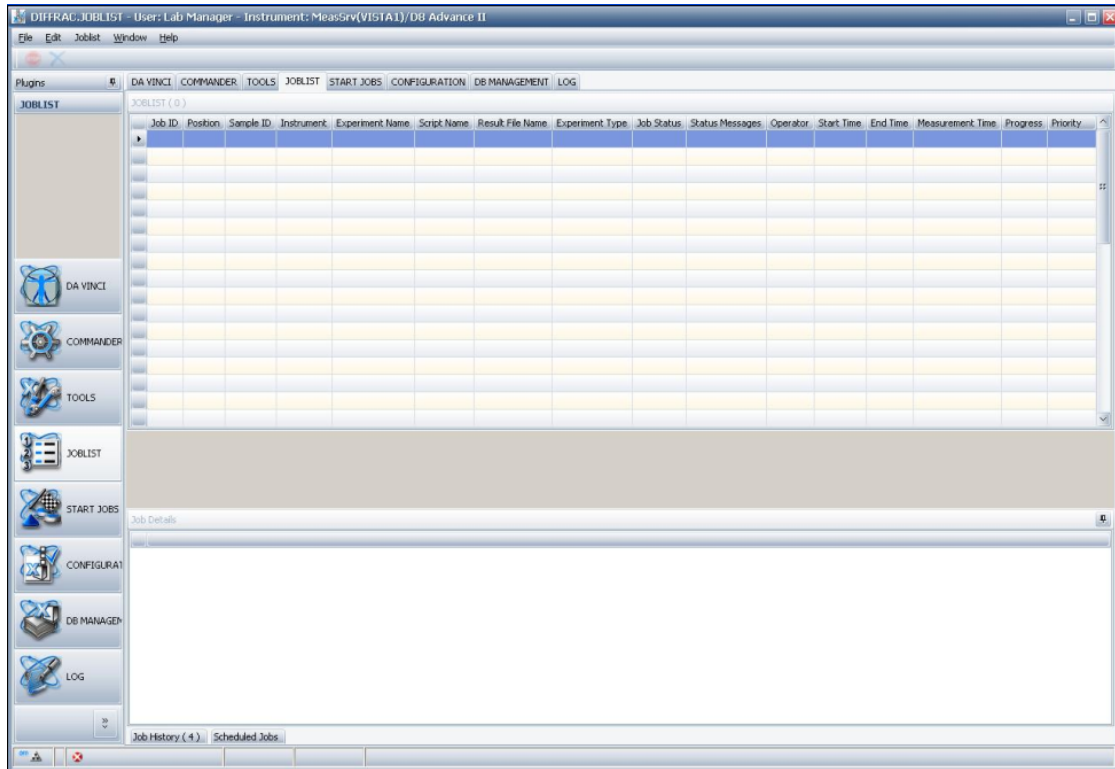 DIFFRAC.JOBLIST - User: Lab Manager - Instrument: MeasSrv(VISTA1)/D8 Advance II
File Edit Joblist Window Help
Plugins
DA VINCI COMMANDER TOOLS JOBLIST START JOBS CONFIGURATION DB MANAGEMENT LOG
JOBLIST
JOBLIST ( 0 )
Job ID Position Sample ID Instrument Experiment Name Script Name Result File Name Experiment Type Job Status Status Messages Operator Start Time End Time Measurement Time Progress Priority
DA VINCI
COMMANDER
TOOLS
JOBLIST
START JOBS
Job Details
CONFIGURAT
DB MANAGEM
LOG
Job History ( 4 ) Scheduled Jobs